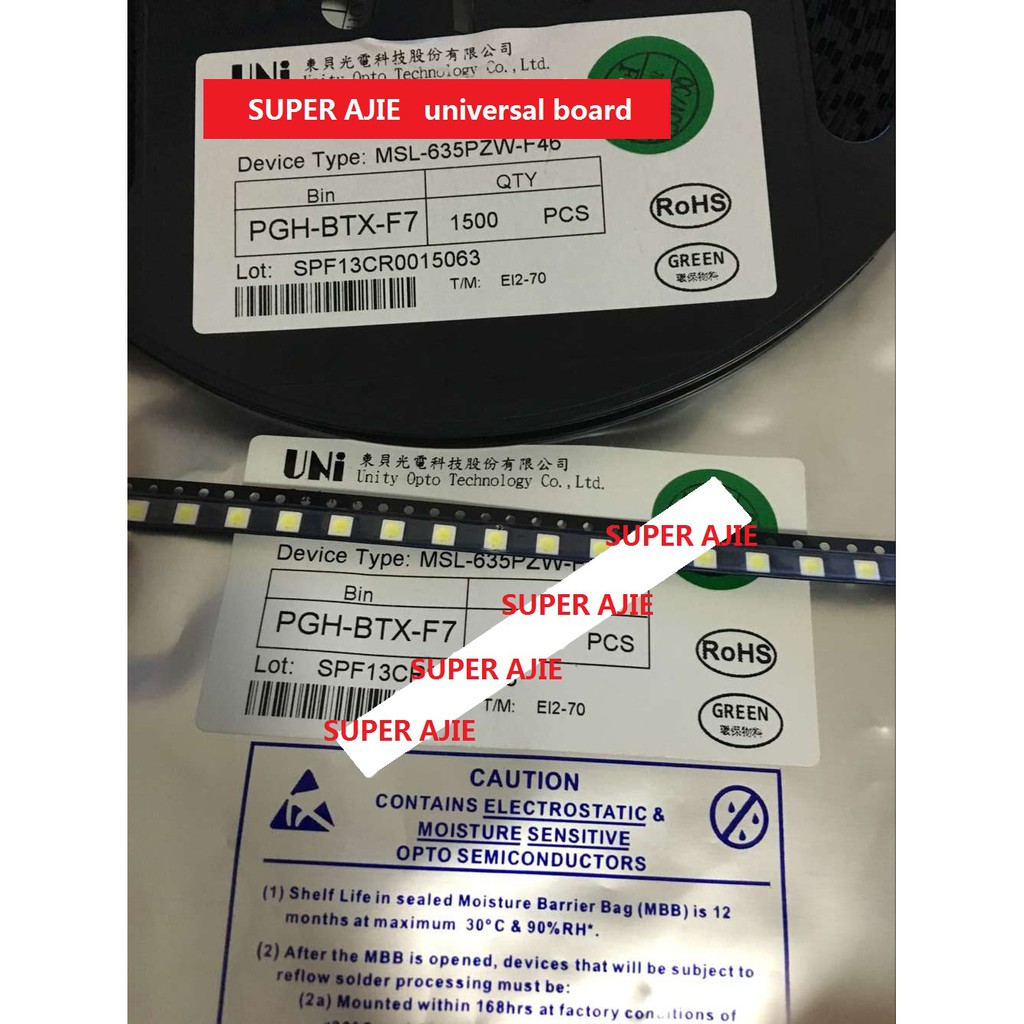 UNi 東貝光電科技股份有限公司
Unity Opto Technology Co.,Ltd.
SUPER AJIE universal board
Device Type: MSL-635PZW-F46
Bin QTY
PGH-BTX-F7 1500 PCS
RoHS
Lot: SPF13CR0015063
T/M: EI2-70
GREEN
環保物料
UNi 東貝光電科技股份有限公司
Unity Opto Technology Co.,Ltd.
SUPER AJIE
Device Type: MSL-635PZW-
SUPER AJIE
Bin
PGH-BTX-F7 PCS
RoHS
SUPER AJIE
Lot: SPF13C
T/M: EI2-70
GREEN
環保物料
SUPER AJIE
CAUTION
CONTAINS ELECTROSTATIC &
MOISTURE SENSITIVE
OPTO SEMICONDUCTORS
(1) Shelf Life in sealed Moisture Barrier Bag (MBB) is 12
months at maximum 30°C & 90%RH*.
(2) After the MBB is opened, devices that will be subject to
reflow solder processing must be:
(2a) Mounted within 168hrs at factory conditions of